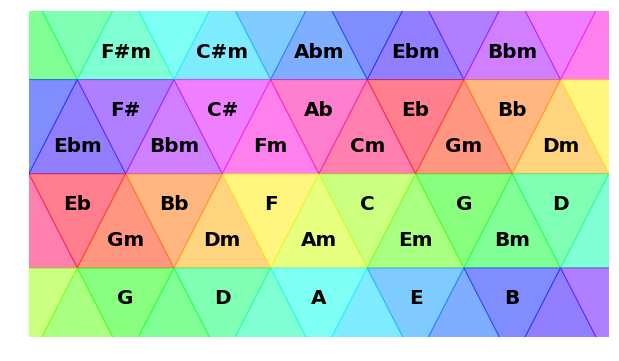 F#m C#m Abm Ebm Bbm
F# C# Ab Eb Bb
Ebm Bbm Fm Cm Gm Dm
Eb Bb F C G D
Gm Dm Am Em Bm
G D A E B